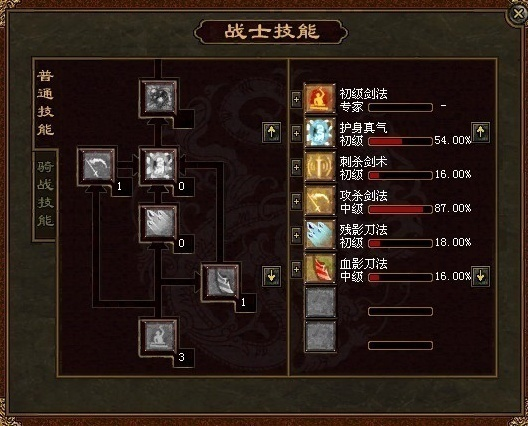 战士技能
普通技能
骑战技能
1
0
0
1
3
初级剑法
专家 -
护身真气
初级 54.00%
刺杀剑术
初级 16.00%
攻杀剑法
中级 87.00%
残影刀法
初级 18.00%
血影刀法
中级 16.00%